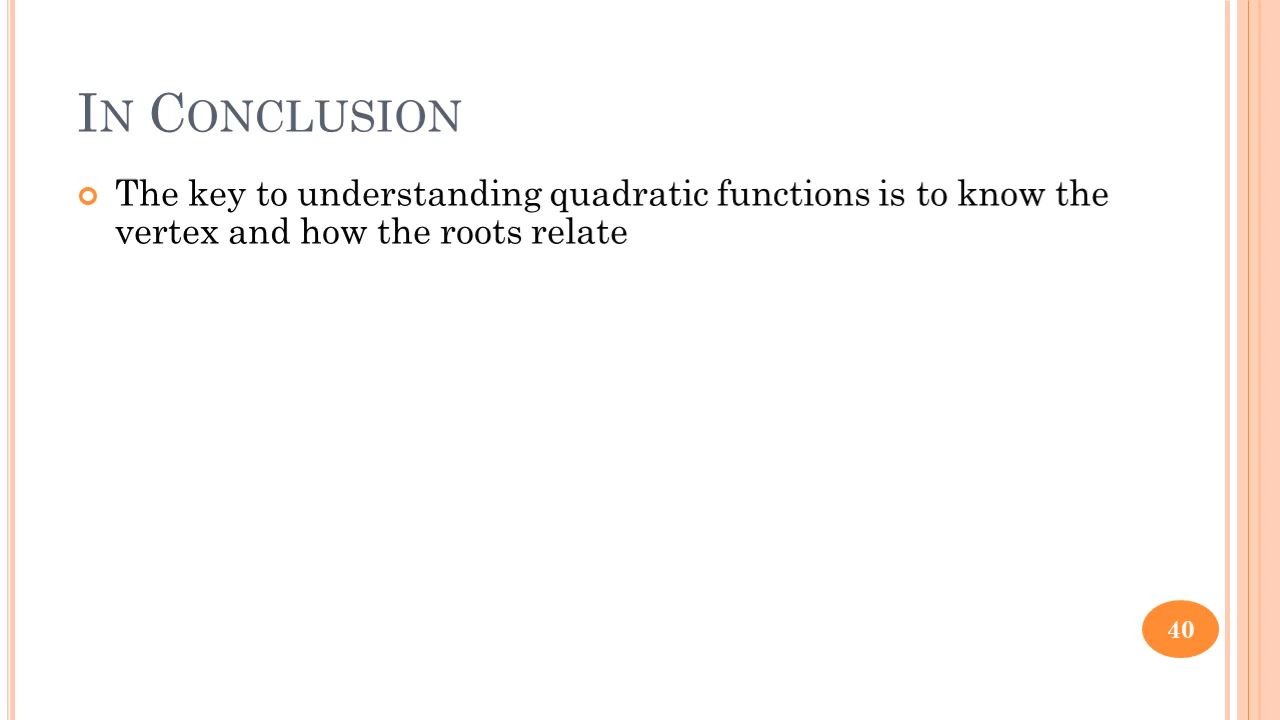 IN CONCLUSION
The key to understanding quadratic functions is to know the
vertex and how the roots relate
40